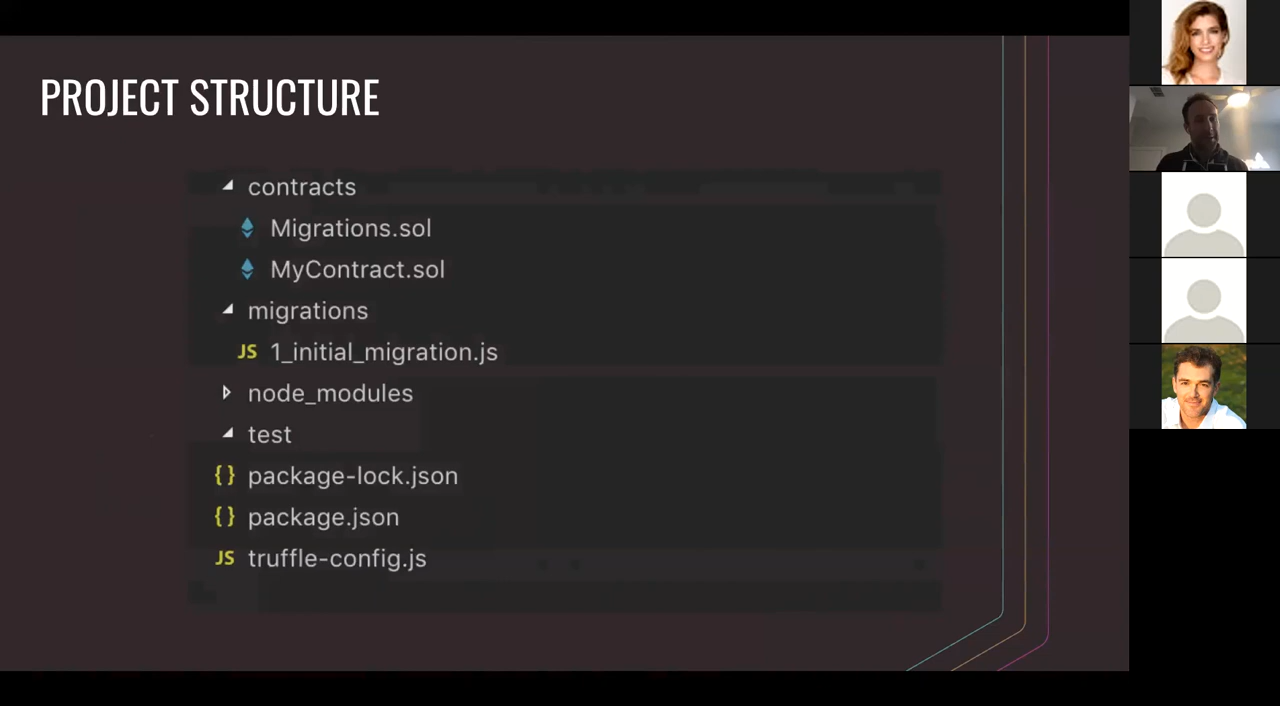 PROJECT STRUCTURE
contracts
Migrations.sol
MyContract.sol
migrations
JS 1_initial_migration.js
node_modules
test
{ } package-lock.json
{ } package.json
JS truffle-config.js